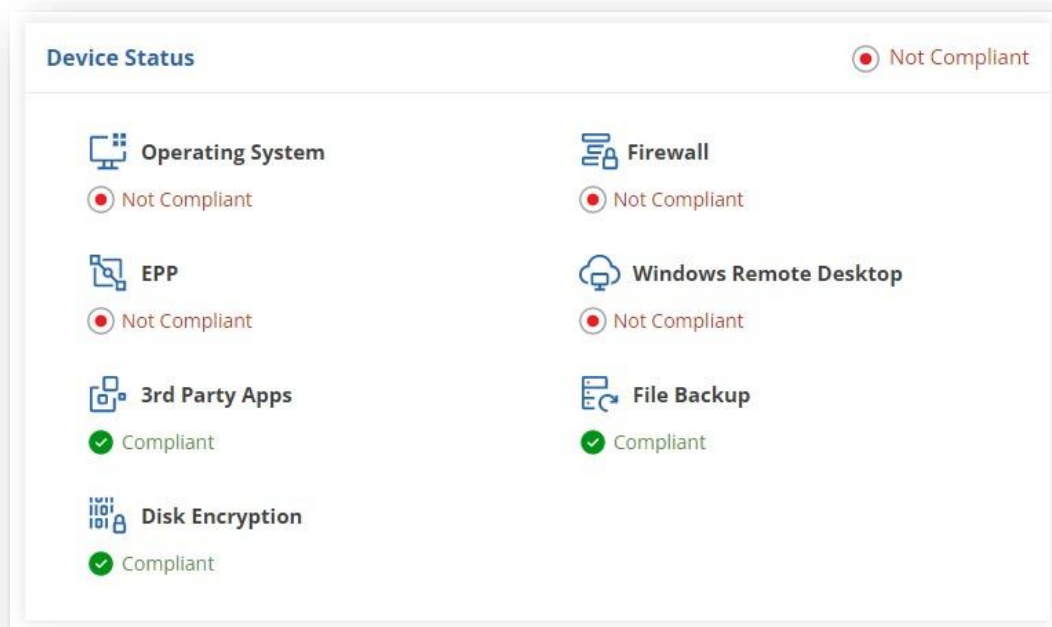 Device Status
Not Compliant
Operating System
Firewall
Not Compliant
Not Compliant
EPP
Windows Remote Desktop
Not Compliant
Not Compliant
3rd Party Apps
File Backup
Compliant
Compliant
Disk Encryption
Compliant